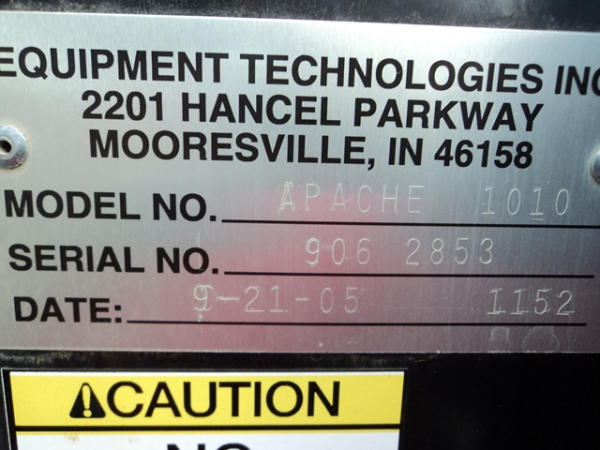 EQUIPMENT TECHNOLOGIES INC
2201 HANCEL PARKWAY
MOORESVILLE, IN 46158
MODEL NO. APACHE 1010
SERIAL NO. 906 2853
DATE: 9-21-05 1152
CAUTION
NO